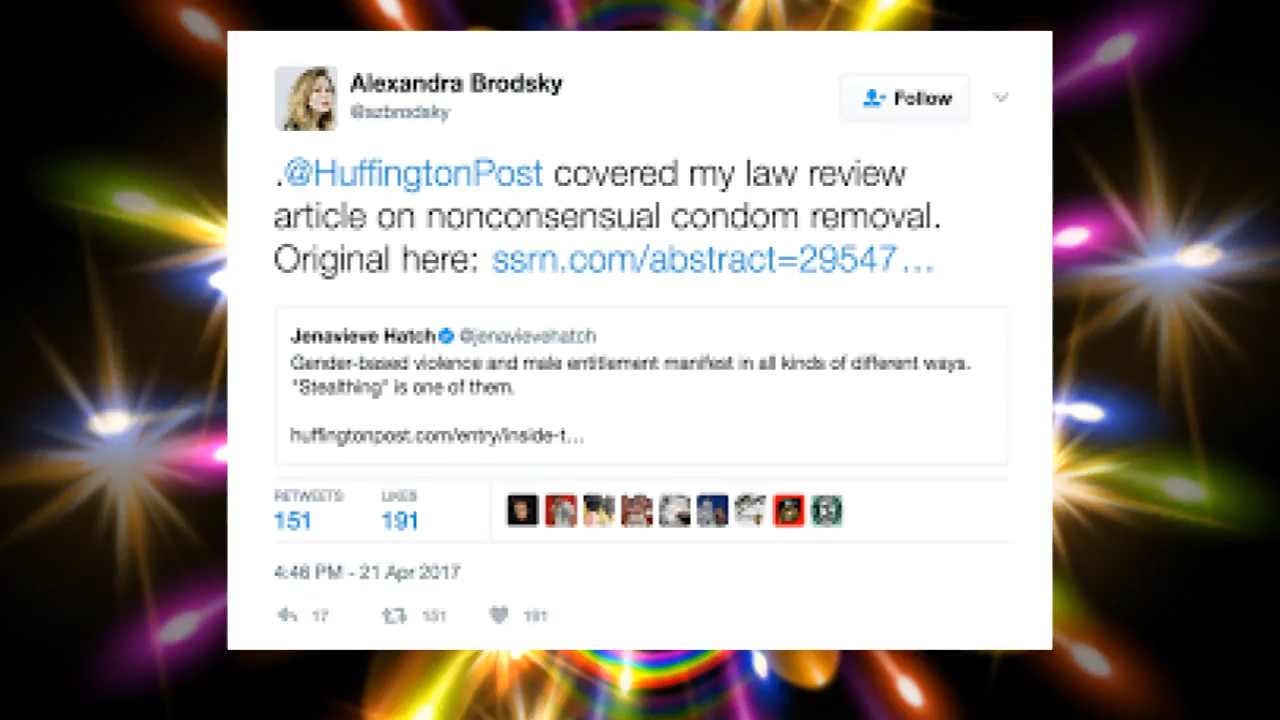 Alexandra Brodsky
@azbrodsky
Follow
.@HuffingtonPost covered my law review
article on nonconsensual condom removal.
Original here: ssrn.com/abstract=29547...
Jenavieve Hatch @jenavievehatch
Gender-based violence and male entitlement manifest in all kinds of different ways.
"Stealthing" is one of them.
huffingtonpost.com/entry/inside-t...
RETWEETS LIKES
151 191
4:46 PM - 21 Apr 2017
17 151 191